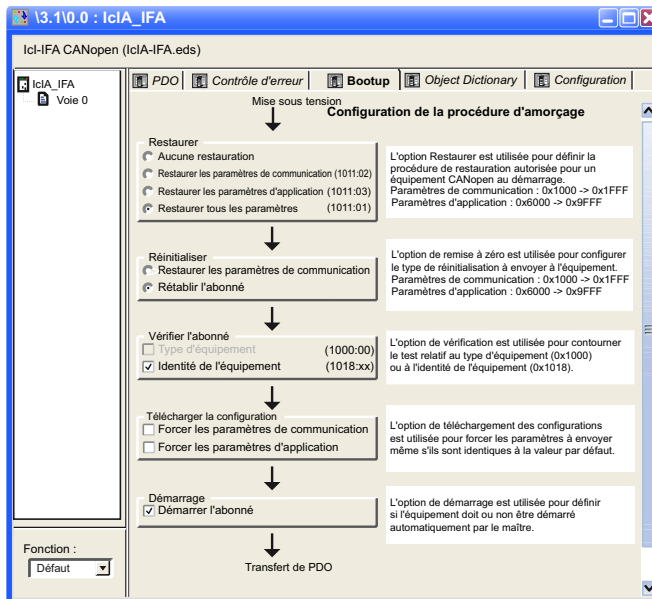 \3.1\0.0 : IclA_IFA
Icl-IFA CANopen (IclA-IFA.eds)
IclA_IFA
Voie 0
Fonction :
Défaut
PDO
Contrôle d'erreur
Bootup
Object Dictionary
Configuration
Mise sous tension
Configuration de la procédure d'amorçage
Restaurer
Aucune restauration
Restaurer les paramètres de communication (1011:02)
Restaurer les paramètres d'application (1011:03)
Restaurer tous les paramètres (1011:01)
L'option Restaurer est utilisée pour définir la
procédure de restauration autorisée pour un
équipement CANopen au démarrage.
Paramètres de communication : 0x1000 -> 0x1FFF
Paramètres d'application : 0x6000 -> 0x9FFF
Réinitialiser
Restaurer les paramètres de communication
Rétablir l'abonné
L'option de remise à zéro est utilisée pour configurer
le type de réinitialisation à envoyer à l'équipement.
Paramètres de communication : 0x1000 -> 0x1FFF
Paramètres d'application : 0x6000 -> 0x9FFF
Vérifier l'abonné
Type d'équipement (1000:00)
Identité de l'équipement (1018:xx)
L'option de vérification est utilisée pour contourner
le test relatif au type d'équipement (0x1000)
ou à l'identité de l'équipement (0x1018).
Télécharger la configuration
Forcer les paramètres de communication
Forcer les paramètres d'application
L'option de téléchargement des configurations
est utilisée pour forcer les paramètres à envoyer
même s'ils sont identiques à la valeur par défaut.
Démarrage
Démarrer l'abonné
L'option de démarrage est utilisée pour définir
si l'équipement doit ou non être démarré
automatiquement par le maître.
Transfert de PDO